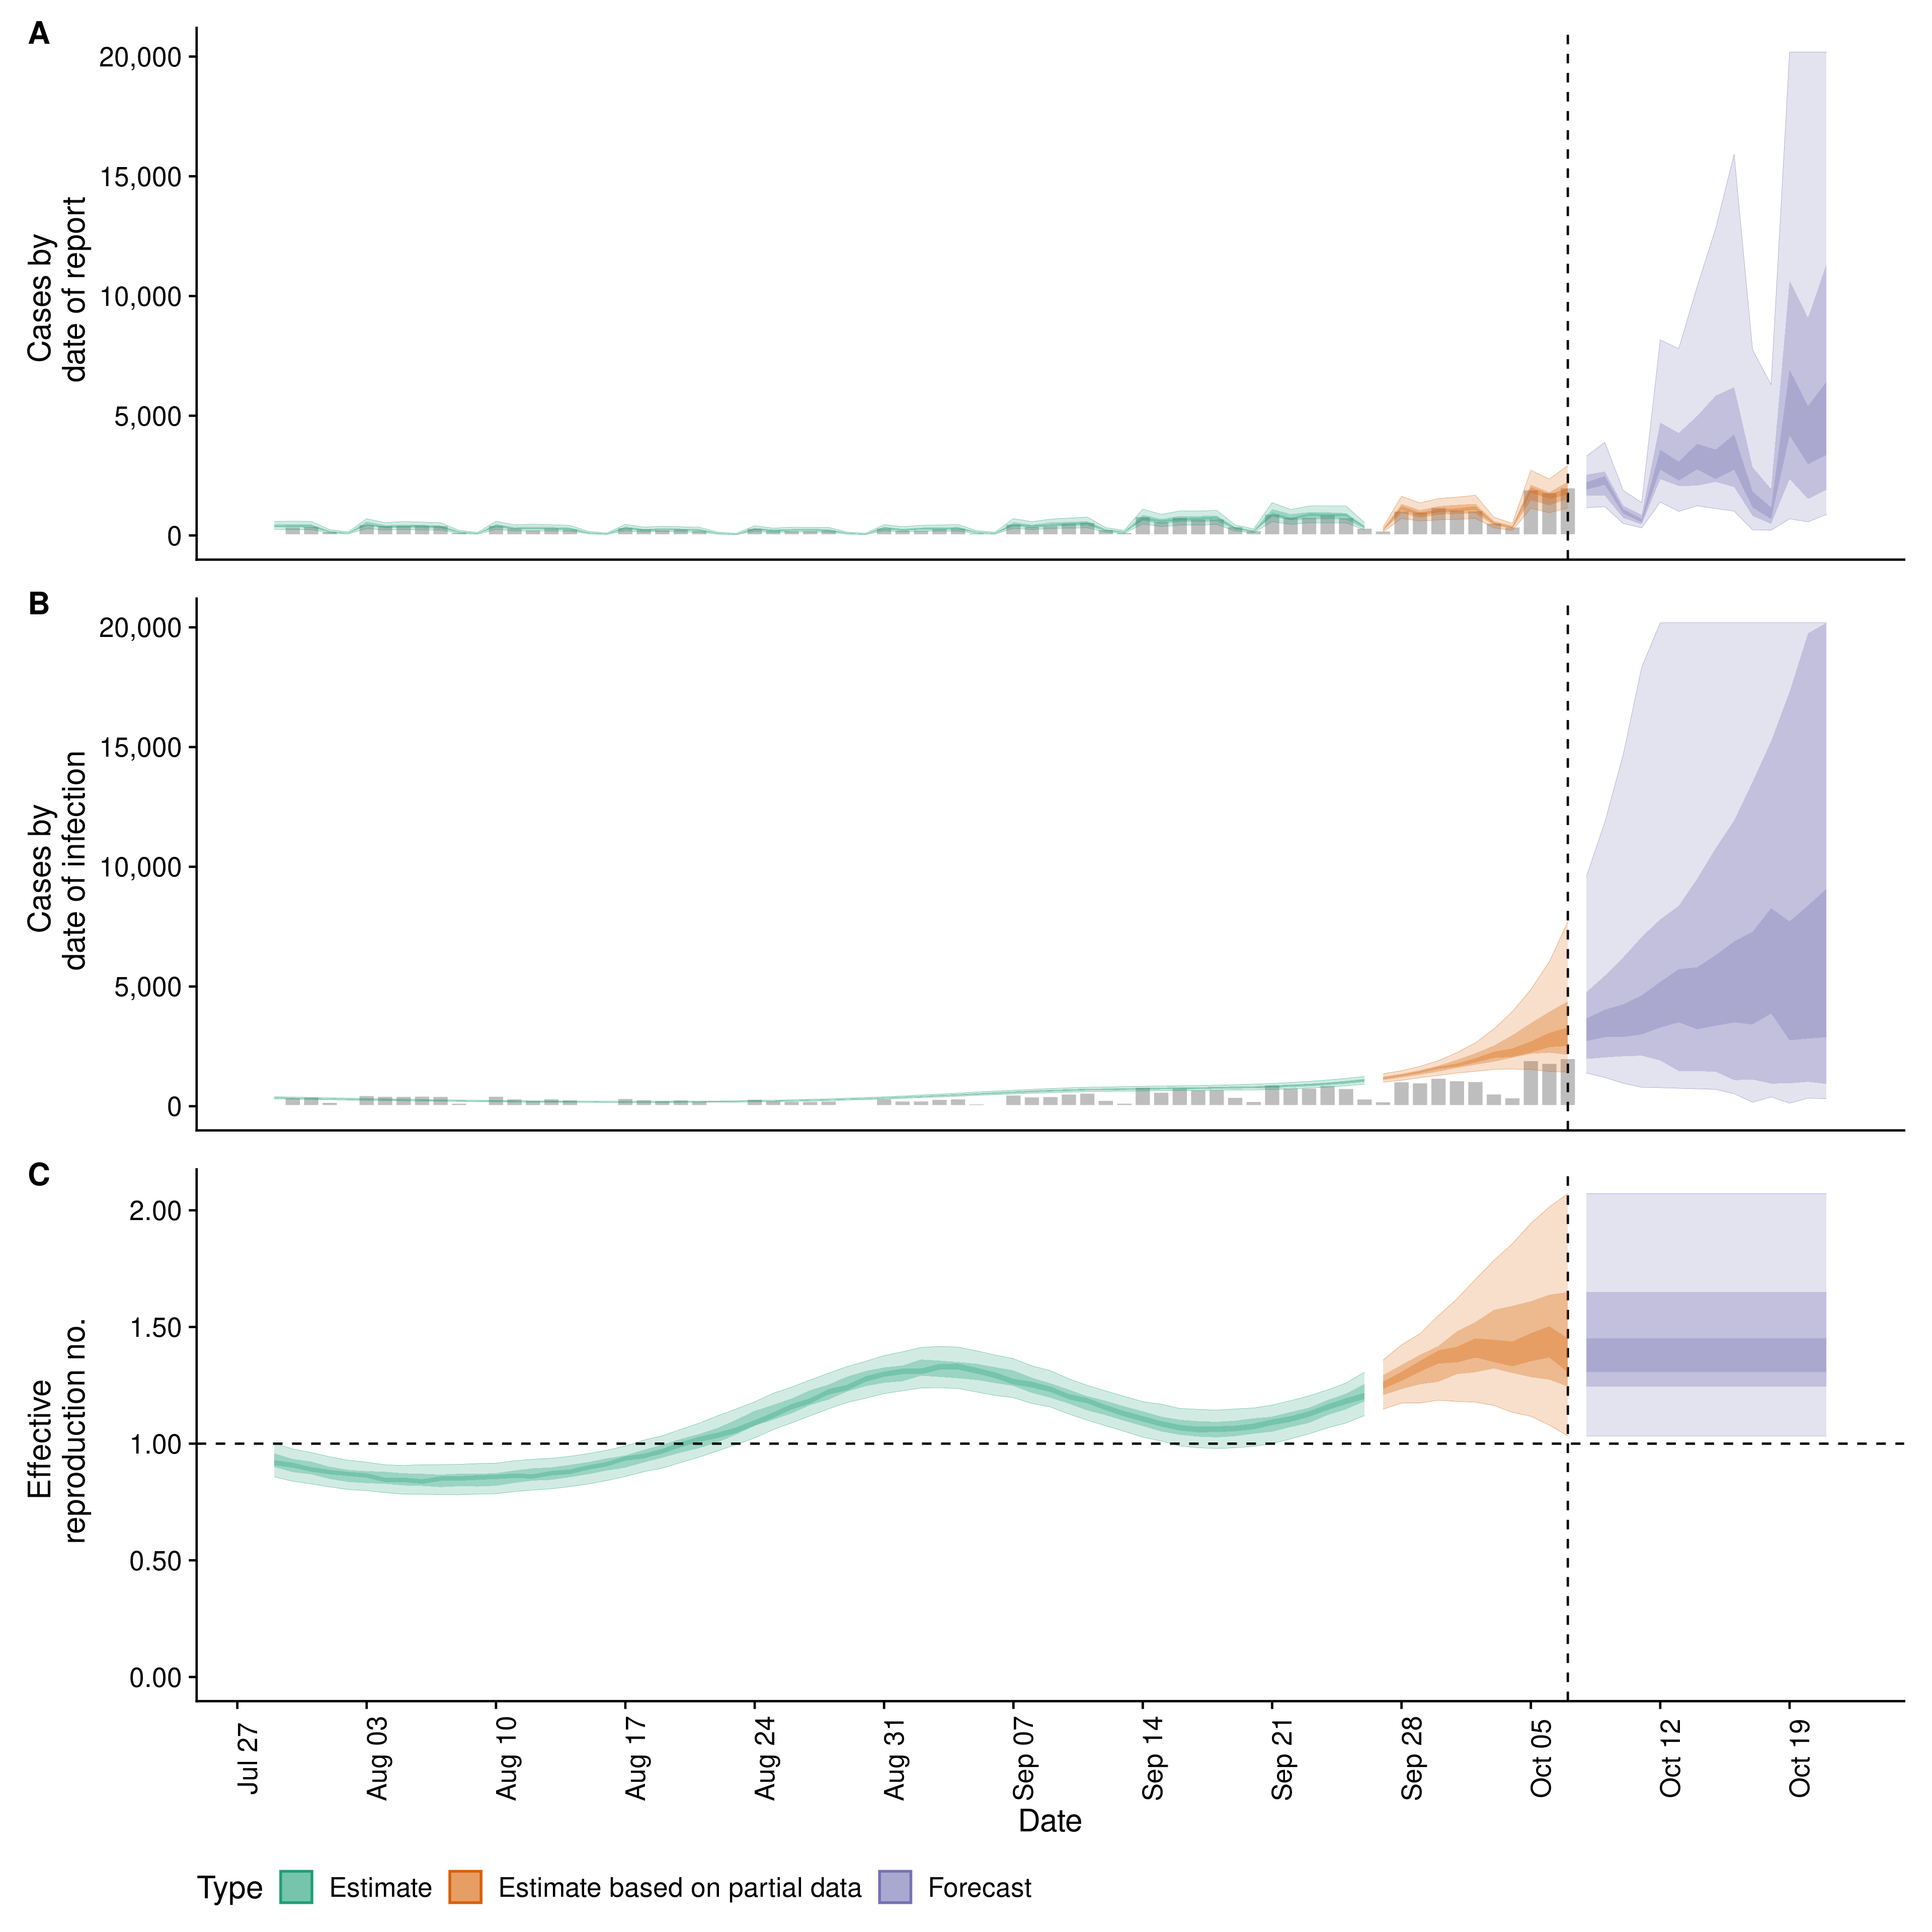 A
20,000
15,000
10,000
5,000
0
Cases by
date of report
B
20,000
15,000
10,000
5,000
0
Cases by
date of infection
C
2.00
1.50
1.00
0.50
0.00
Effective
reproduction no.
Jul 27
Aug 03
Aug 10
Aug 17
Aug 24
Aug 31
Sep 07
Sep 14
Sep 21
Sep 28
Oct 05
Oct 12
Oct 19
Date
Type Estimate Estimate based on partial data Forecast